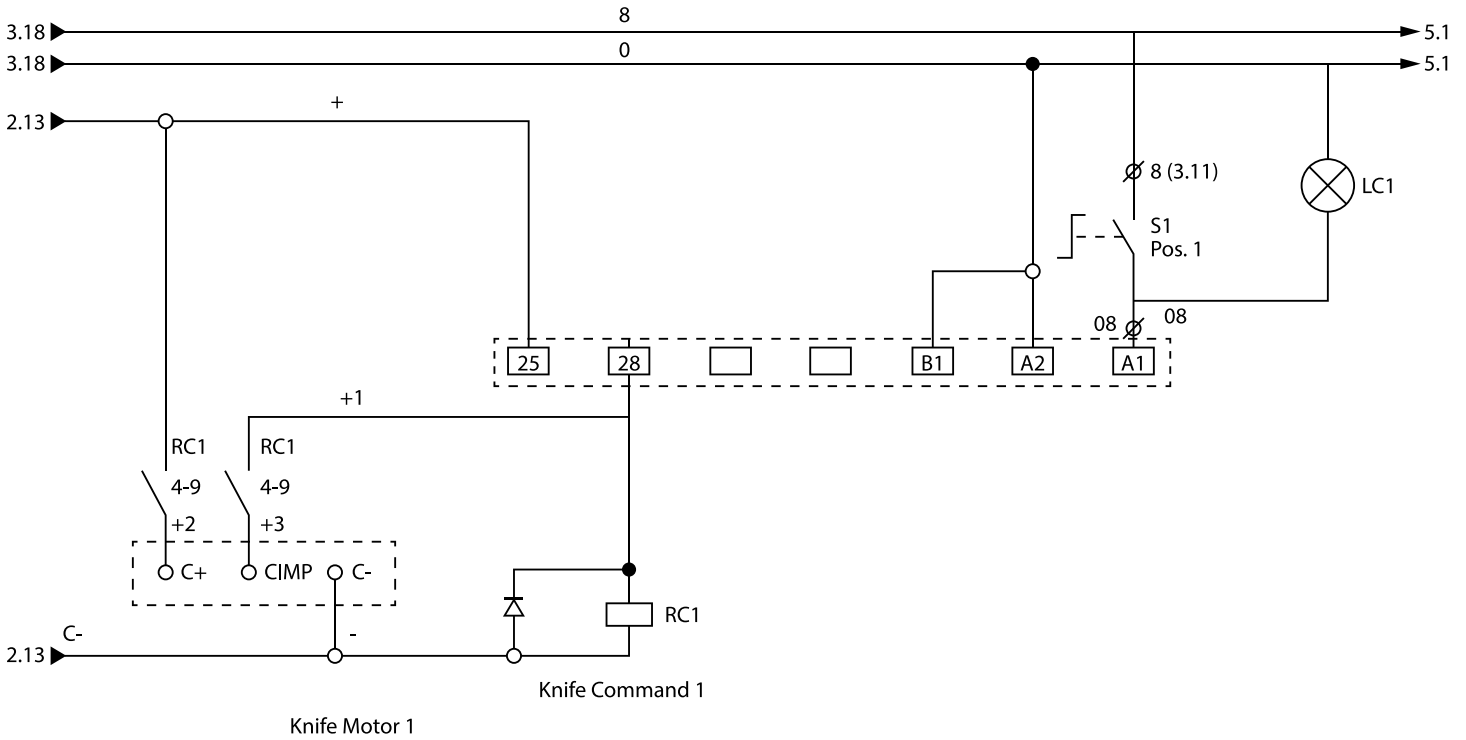 8
3.18
5.1
0
3.18
5.1
+
2.13
8 (3.11)
LC1
S1
Pos. 1
08
08
25
28
B1
A2
A1
+1
RC1
RC1
4-9
4-9
+2
+3
C+
CIMP
C-
RC1
C-
-
2.13
Knife Command 1
Knife Motor 1